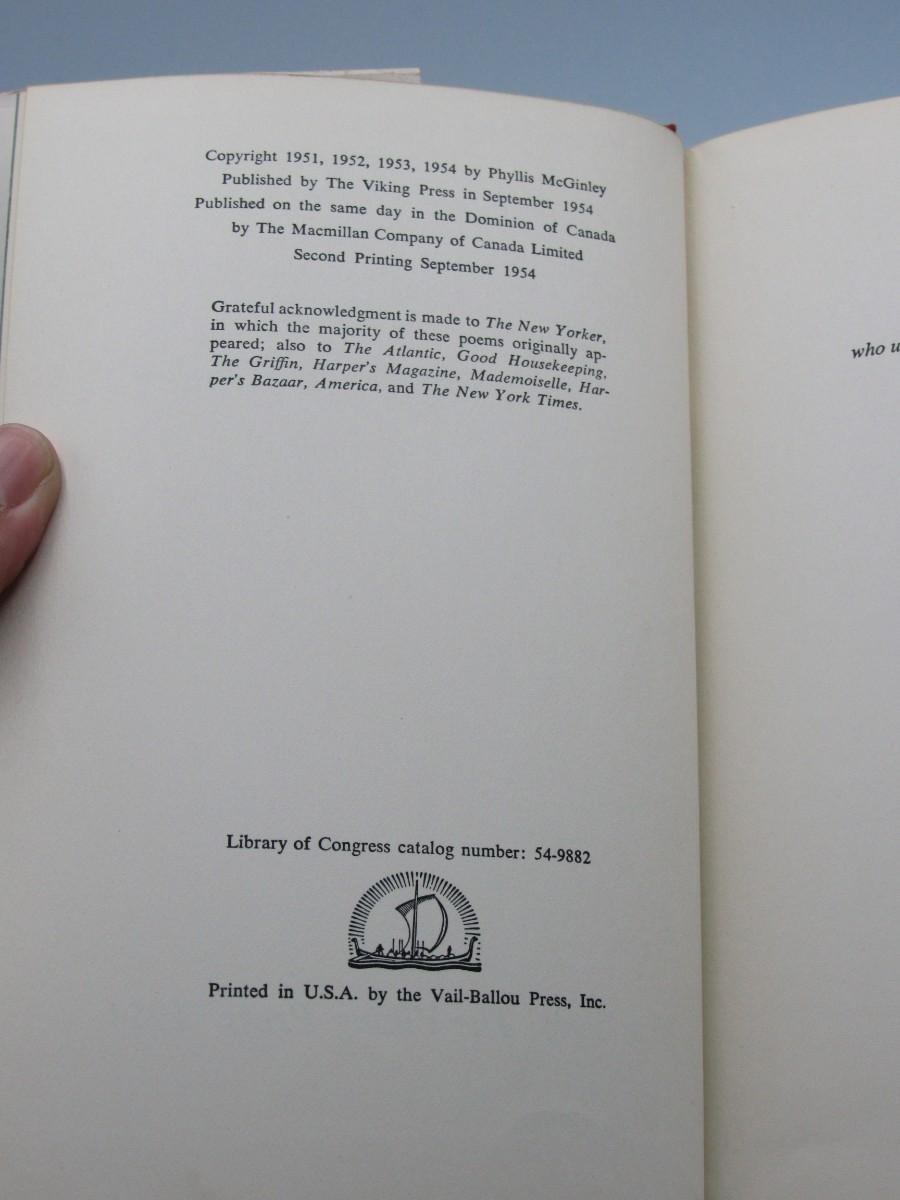 Copyright 1951, 1952, 1953, 1954 by Phyllis McGinley
Published by The Viking Press in September 1954
Published on the same day in the Dominion of Canada
by The Macmillan Company of Canada Limited
Second Printing September 1954
Grateful acknowledgment is made to The New Yorker,
in which the majority of these poems originally ap-
peared; also to The Atlantic, Good Housekeeping,
The Griffin, Harper's Magazine, Mademoiselle, Har-
per's Bazaar, America, and The New York Times.
who
Library of Congress catalog number: 54-9882
Printed in U.S.A. by the Vail-Ballou Press, Inc.